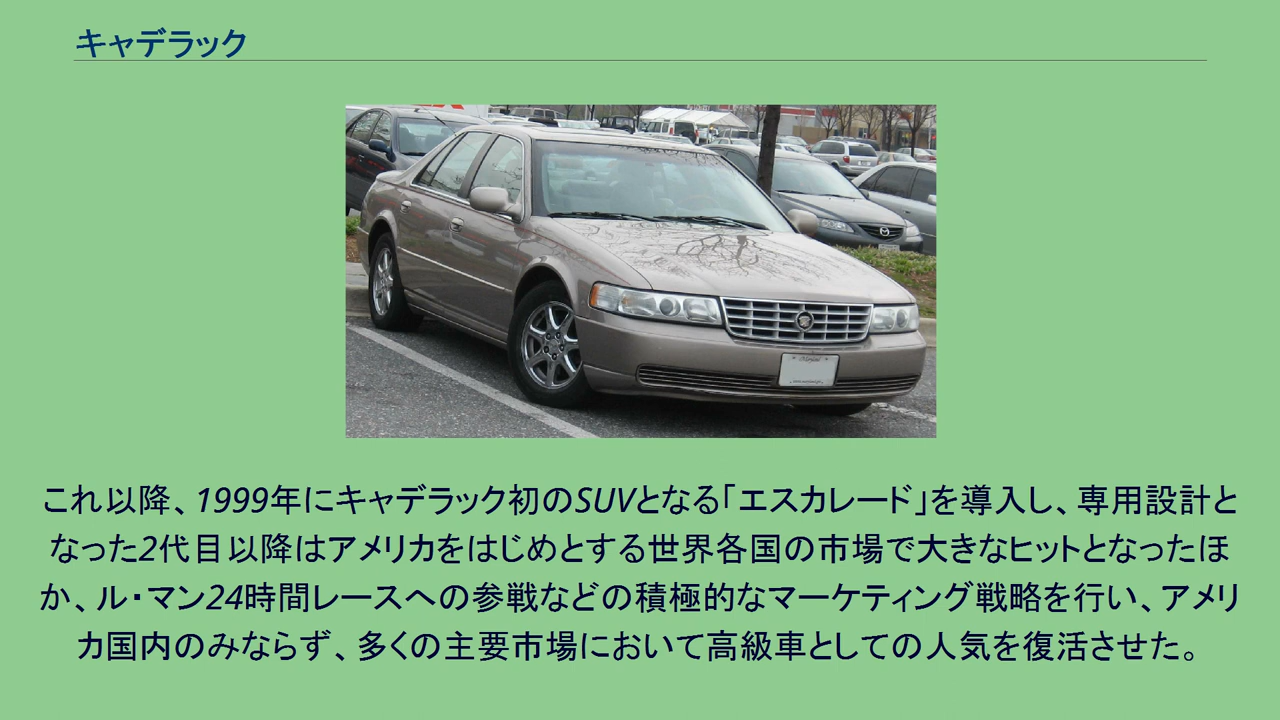 キャデラック
これ以降、1999年にキャデラック初のSUVとなる「エスカレード」を導入し、専用設計と
なった2代目以降はアメリカをはじめとする世界各国の市場で大きなヒットとなったほ
か、ル・マン24時間レースへの参戦などの積極的なマーケティング戦略を行い、アメリ
カ国内のみならず、多くの主要市場において高級車としての人気を復活させた。